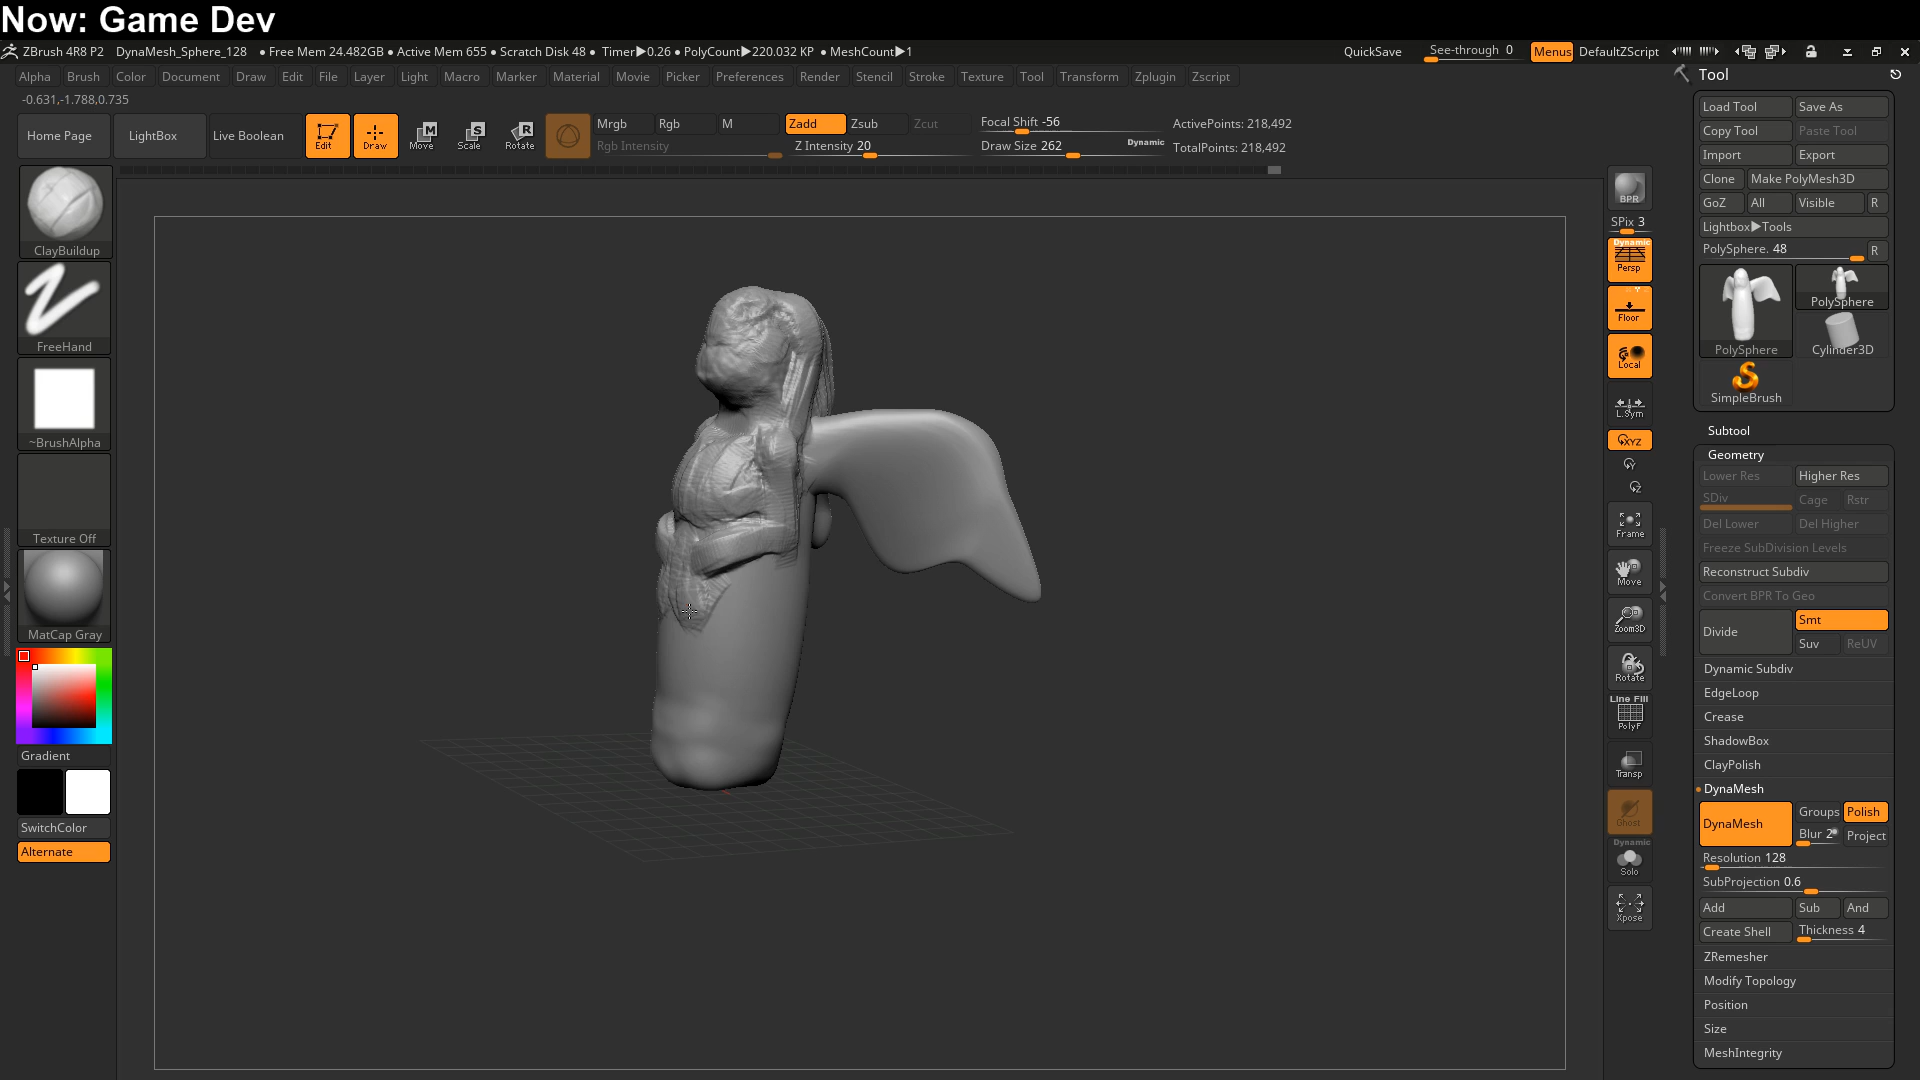 Now: Game Dev
ZBrush 4R8 P2 DynaMesh_Sphere_128 ● Free Mem 24.482GB ● Active Mem 655 ● Scratch Disk 48 ● Timer▶0.26 ● PolyCount▶220.032 KP ● MeshCount▶1 QuickSave See-through 0 Menus DefaultZScript
Alpha Brush Color Document Draw Edit File Layer Light Macro Marker Material Movie Picker Preferences Render Stencil Stroke Texture Tool Transform Zplugin Zscript
-0.631,-1.788,0.735
Home Page LightBox Live Boolean Edit Draw Move Scale Rotate
M S R
Mrgb Rgb M Zadd Zsub Zcut
Rgb Intensity Z Intensity 20
Focal Shift -56
Draw Size 262 Dynamic
ActivePoints: 218,492
TotalPoints: 218,492
ClayBuildup
FreeHand
~BrushAlpha
Texture Off
MatCap Gray
Gradient
SwitchColor
Alternate
BPR
SPix 3
Dynamic
Persp
Floor
Local
L.Sym
XYZ
Y
Z
Frame
Move
Zoom3D
Rotate
Line Fill
PolyF
Transp
Ghost
Dynamic
Solo
Xpose
Tool
Load Tool Save As
Copy Tool Paste Tool
Import Export
Clone Make PolyMesh3D
GoZ All Visible R
Lightbox▶Tools
PolySphere. 48 R
PolySphere
PolySphere Cylinder3D
SimpleBrush
Subtool
Geometry
Lower Res Higher Res
SDiv Cage Rstr
Del Lower Del Higher
Freeze SubDivision Levels
Reconstruct Subdiv
Convert BPR To Geo
Divide Smt
Suv ReUV
Dynamic Subdiv
EdgeLoop
Crease
ShadowBox
ClayPolish
DynaMesh
DynaMesh Groups Polish
Blur 2 Project
Resolution 128
SubProjection 0.6
Add Sub And
Create Shell Thickness 4
ZRemesher
Modify Topology
Position
Size
MeshIntegrity